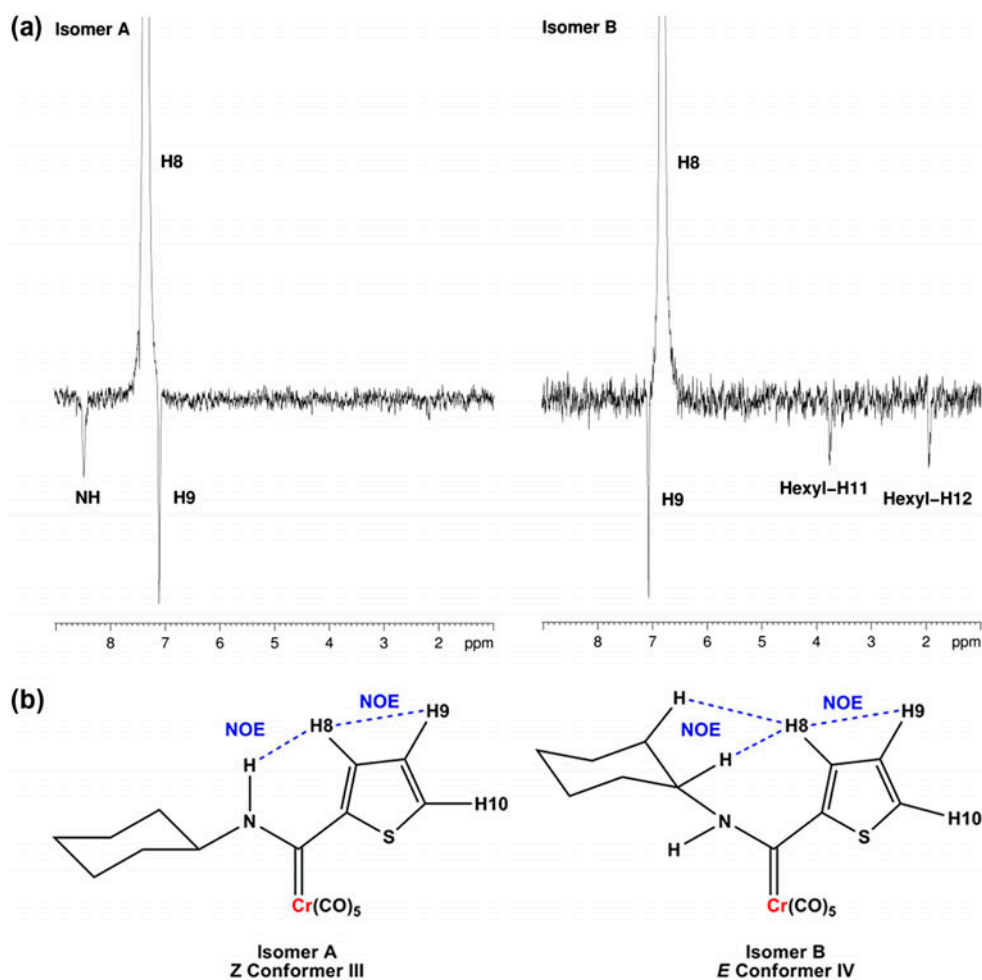 (a) Isomer A
Isomer B
H8
H8
NH
H9
H9
Hexyl–H11
Hexyl–H12
8 7 6 5 4 3 2 ppm
8 7 6 5 4 3 2 ppm
(b)
NOE
NOE
H8
H9
H
N
S
H10
Cr(CO)5
Isomer A
Z Conformer III
H
NOE
NOE
H8
H9
H
N
H
S
H10
Cr(CO)5
Isomer B
E Conformer IV